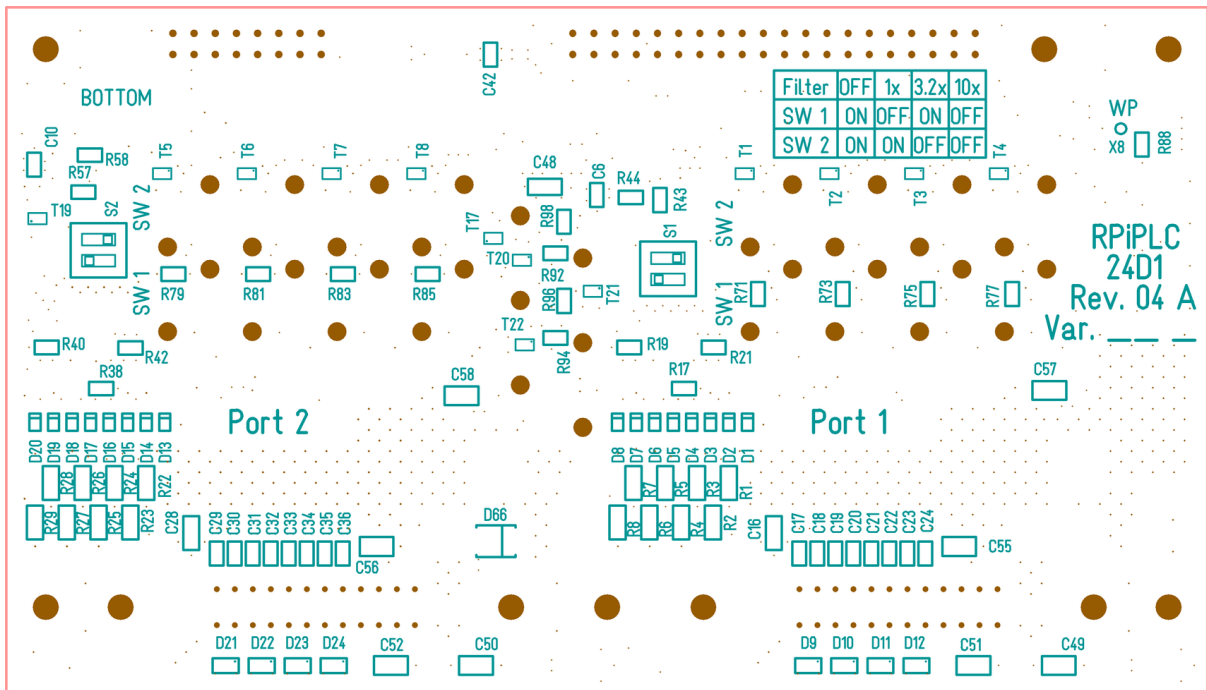 C42
BOTTOM
Filter OFF 1x 3.2x 10x
SW 1 ON OFF ON OFF
SW 2 ON ON OFF OFF
WP
X8
R88
C10
R58
R57
T5
T6
T7
T8
C48
C6
R44
R43
T1
T2
T3
T4
T19
S2
SW 2
SW 1
T17
R98
T20
R92
S1
SW 2
SW 1
RPiPLC
24D1
Rev. 04 A
Var. __ _
R79
R81
R83
R85
R96
T21
R71
R73
R75
R77
T22
R94
R40
R42
R19
R21
R38
C58
R17
C57
Port 2
Port 1
D20
D19
D18
D17
D16
D15
D14
D13
D8
D7
D6
D5
D4
D3
D2
D1
R28
R26
R24
R22
R7
R5
R3
R1
R29
R27
R25
R23
R8
R6
R4
R2
C28
C29
C30
C31
C32
C33
C34
C35
C36
C56
D66
C16
C17
C18
C19
C20
C21
C22
C23
C24
C55
D21
D22
D23
D24
C52
C50
D9
D10
D11
D12
C51
C49